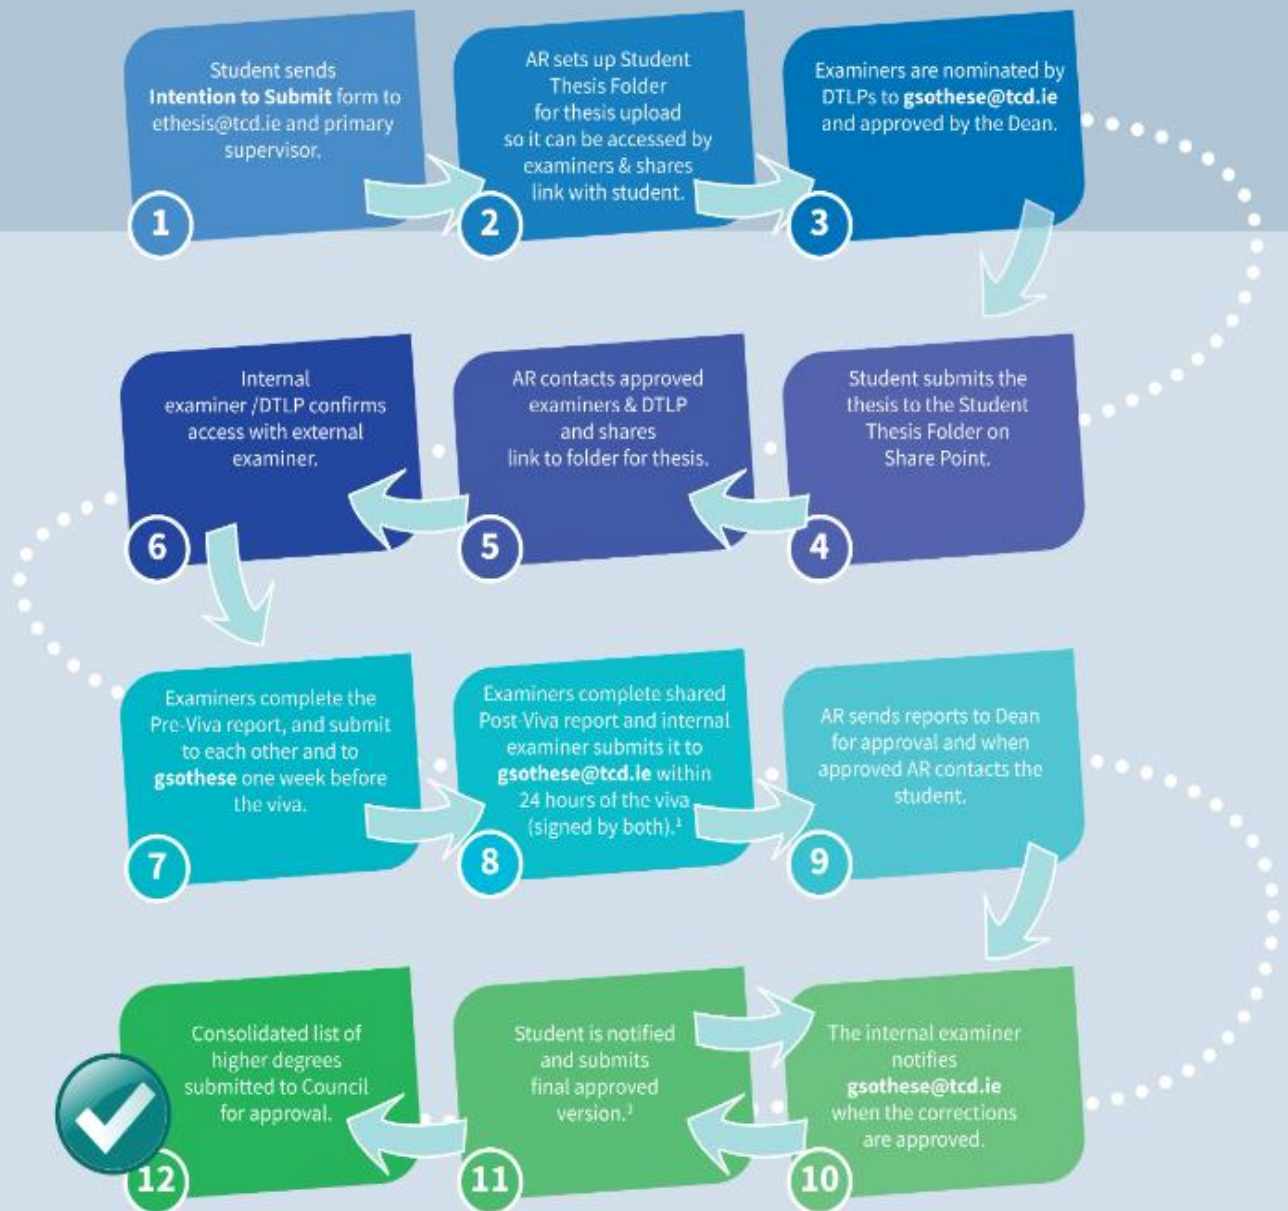 Student sends
Intention to Submit form to
ethesis@tcd.ie and primary
supervisor.
1
AR sets up Student
Thesis Folder
for thesis upload
so it can be accessed by
examiners & shares
link with student.
2
Examiners are nominated by
DTLPs to gsothese@tcd.ie
and approved by the Dean.
3
Student submits the
thesis to the Student
Thesis Folder on
Share Point.
4
AR contacts approved
examiners & DTLP
and shares
link to folder for thesis.
5
Internal
examiner /DTLP confirms
access with external
examiner.
6
Examiners complete the
Pre-Viva report, and submit
to each other and to
gsothese one week before
the viva.
7
Examiners complete shared
Post-Viva report and internal
examiner submits it to
gsothese@tcd.ie within
24 hours of the viva
(signed by both).
8
AR sends reports to Dean
for approval and when
approved AR contacts the
student.
9
The internal examiner
notifies
gsothese@tcd.ie
when the corrections
are approved.
10
Student is notified
and submits
final approved
version.
11
Consolidated list of
higher degrees
submitted to Council
for approval.
12